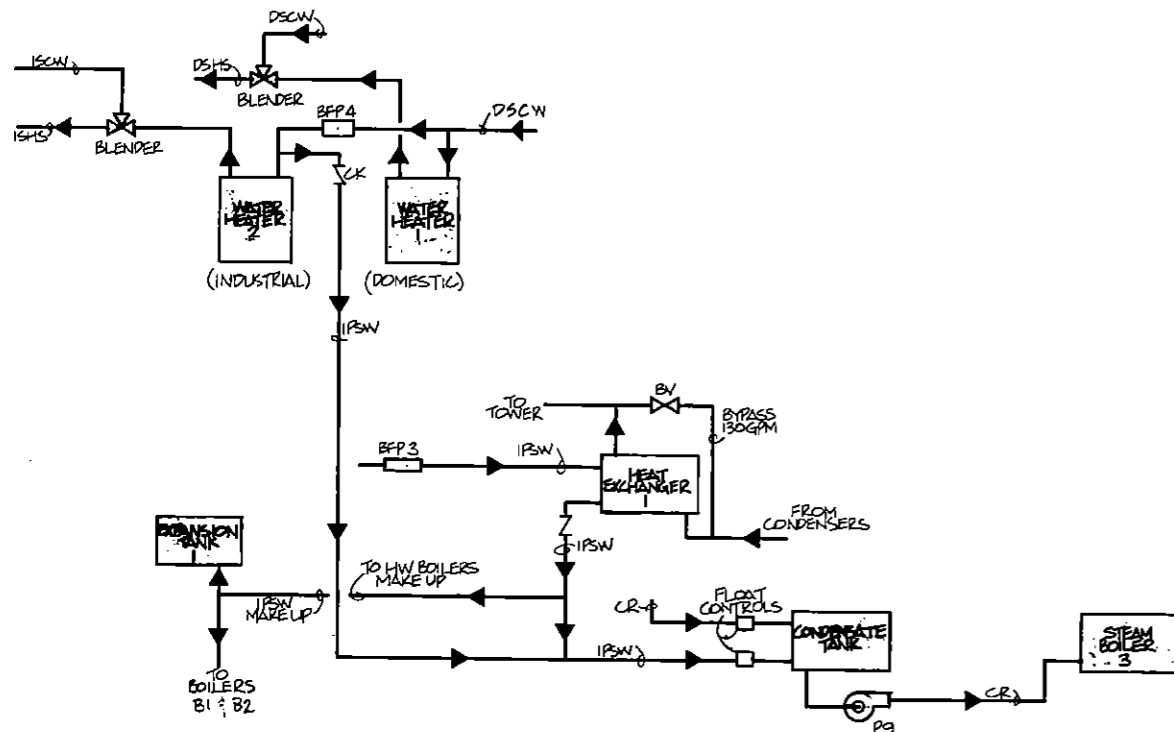 DSCW
ISCW
DSHS
BLENDER
BFP4
DSCW
ISHS
BLENDER
CK
WATER
HEATER
2
WATER
HEATER
1
(INDUSTRIAL)
(DOMESTIC)
IPSW
BV
TO
TOWER
BYPASS
130GPM
BFP3
IPSW
HEAT
EXCHANGER
1
FROM
CONDENSERS
EXPANSION
TANK
1
IPSW
TO HW BOILERS
MAKE UP
IPSW
MAKE UP
CR
FLOAT
CONTROLS
CONDENSATE
TANK
STEAM
BOILER
3
IPSW
TO
BOILERS
B1 & B2
CR
P9